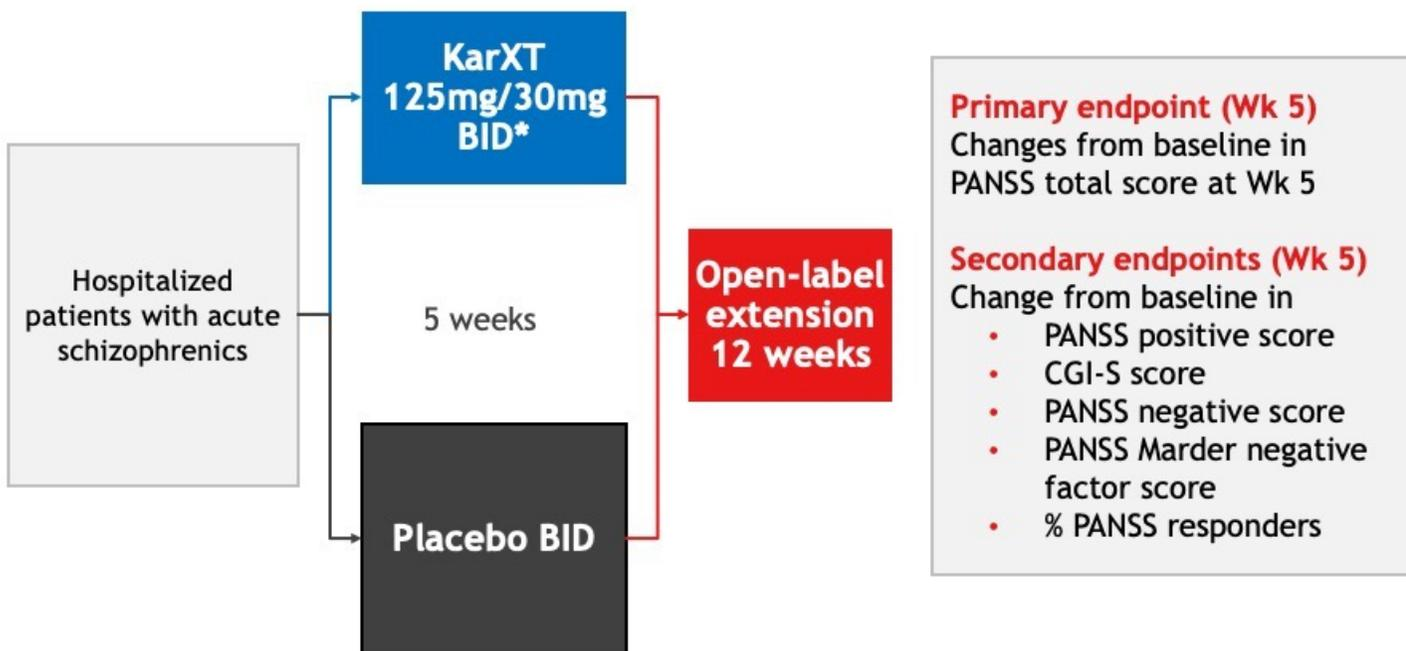 KarXT
125mg/30mg
BID*
Hospitalized
patients with acute
schizophrenics
5 weeks
Open-label
extension
12 weeks
Placebo BID
Primary endpoint (Wk 5)
Changes from baseline in
PANSS total score at Wk 5
Secondary endpoints (Wk 5)
Change from baseline in
• PANSS positive score
• CGI-S score
• PANSS negative score
• PANSS Marder negative
factor score
• % PANSS responders